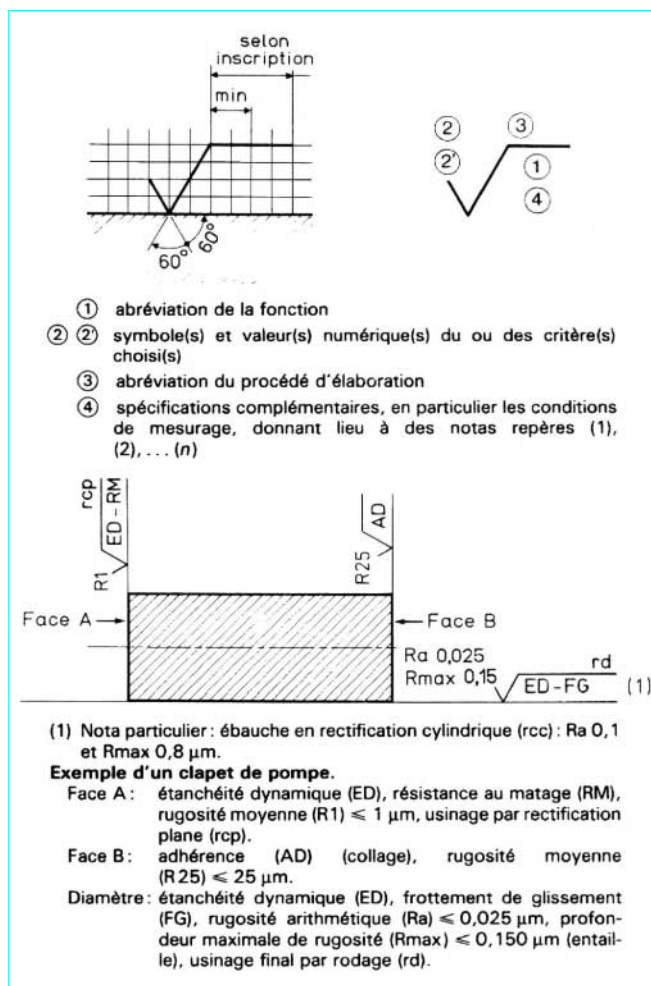 selon
inscription
min
60°
60°
2
3
2'
1
4
1 abréviation de la fonction
2 2' symbole(s) et valeur(s) numérique(s) du ou des critère(s)
choisi(s)
3 abréviation du procédé d'élaboration
4 spécifications complémentaires, en particulier les conditions
de mesurage, donnant lieu à des notas repères (1),
(2), ... (n)
rcp
R1
ED-RM
R25
AD
Face A
Face B
Ra 0,025
Rmax 0,15
rd
ED-FG
(1)
(1) Nota particulier : ébauche en rectification cylindrique (rcc) : Ra 0,1
et Rmax 0,8 µm.
Exemple d'un clapet de pompe.
Face A : étanchéité dynamique (ED), résistance au matage (RM),
rugosité moyenne (R1) ⩽ 1 µm, usinage par rectification
plane (rcp).
Face B : adhérence (AD) (collage), rugosité moyenne
(R25) ⩽ 25 µm.
Diamètre : étanchéité dynamique (ED), frottement de glissement
(FG), rugosité arithmétique (Ra) ⩽ 0,025 µm, profon-
deur maximale de rugosité (Rmax) ⩽ 0,150 µm (entail-
le), usinage final par rodage (rd).